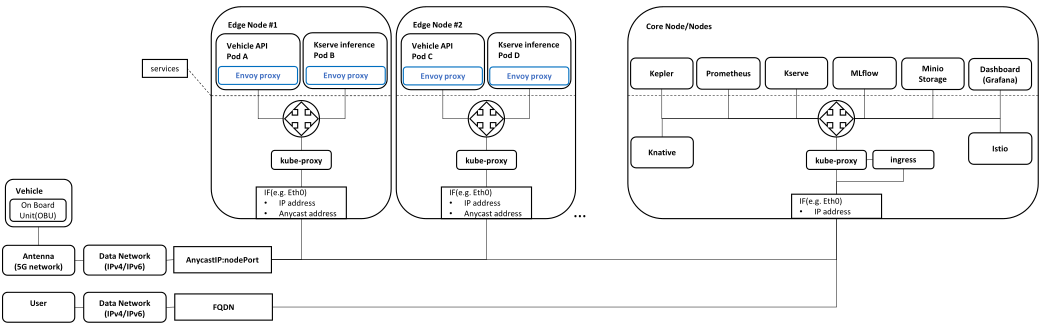 Edge Node #1
Vehicle API
Pod A
Envoy proxy
Kserve inference
Pod B
Envoy proxy
Edge Node #2
Vehicle API
Pod C
Envoy proxy
Kserve inference
Pod D
Envoy proxy
Core Node/Nodes
services
Kepler
Prometheus
Kserve
MLflow
Minio
Storage
Dashboard
(Grafana)
Knative
Istio
kube-proxy
kube-proxy
kube-proxy
ingress
IF(e.g. Eth0)
• IP address
• Anycast address
IF(e.g. Eth0)
• IP address
• Anycast address
...
IF(e.g. Eth0)
• IP address
Vehicle
On Board
Unit(OBU)
Antenna
(5G network)
Data Network
(IPv4/IPv6)
AnycastIP:nodePort
User
Data Network
(IPv4/IPv6)
FQDN